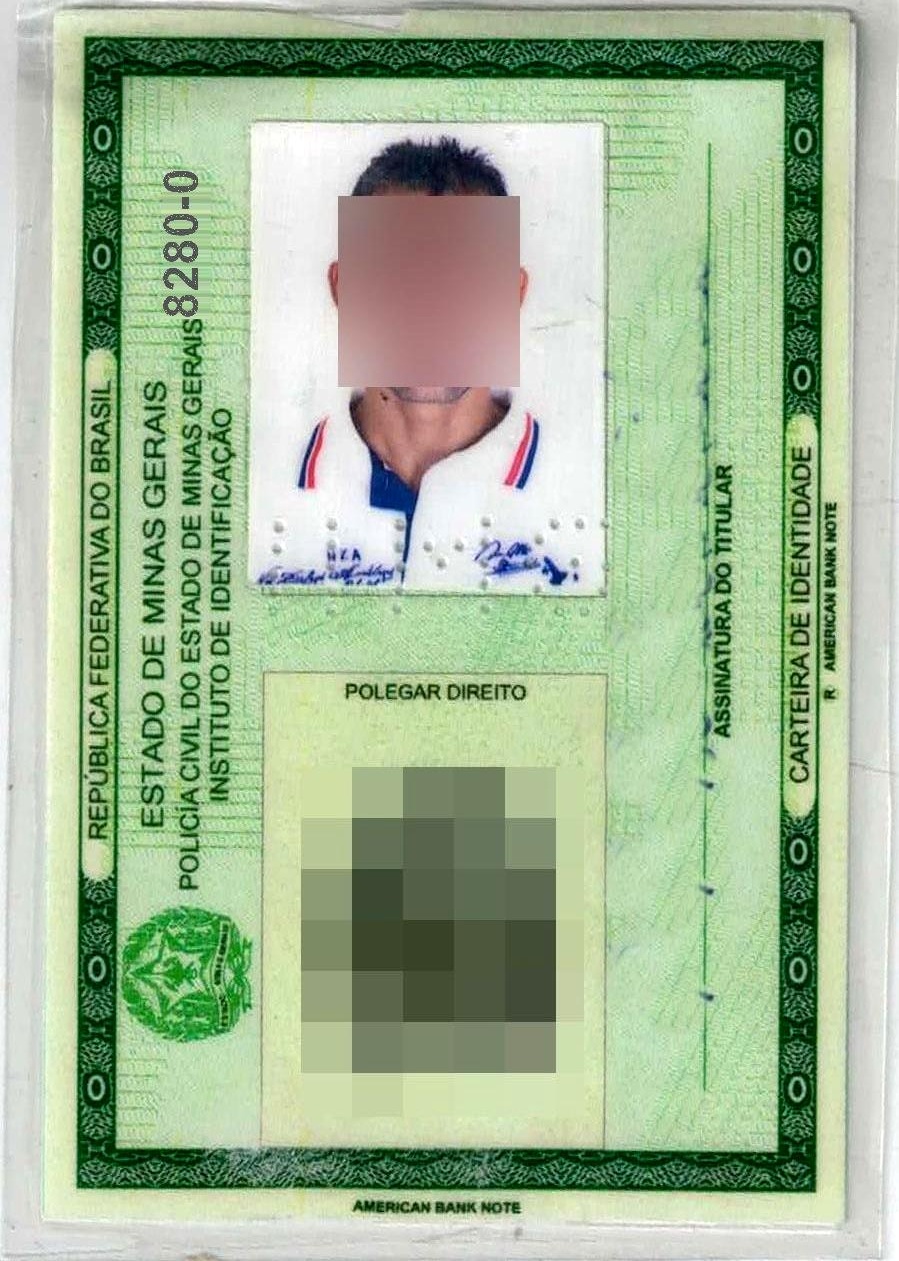 REPÚBLICA FEDERATIVA DO BRASIL
ESTADO DE MINAS GERAIS
POLICÍA CIVIL DO ESTADO DE MINAS GERAIS
8280-0
INSTITUTO DE IDENTIFICAÇÃO
POLEGAR DIREITO
ASSINATURA DO TITULAR
CARTEIRA DE IDENTIDADE
R AMERICAN BANK NOTE
AMERICAN BANK NOTE